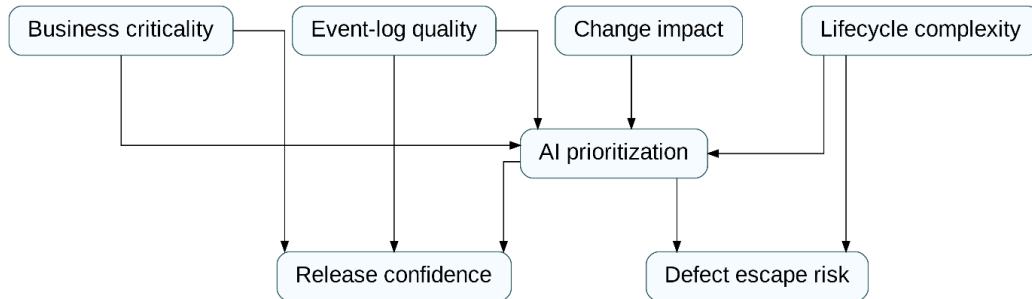 Business criticality
Event-log quality
Change impact
Lifecycle complexity
AI prioritization
Release confidence
Defect escape risk